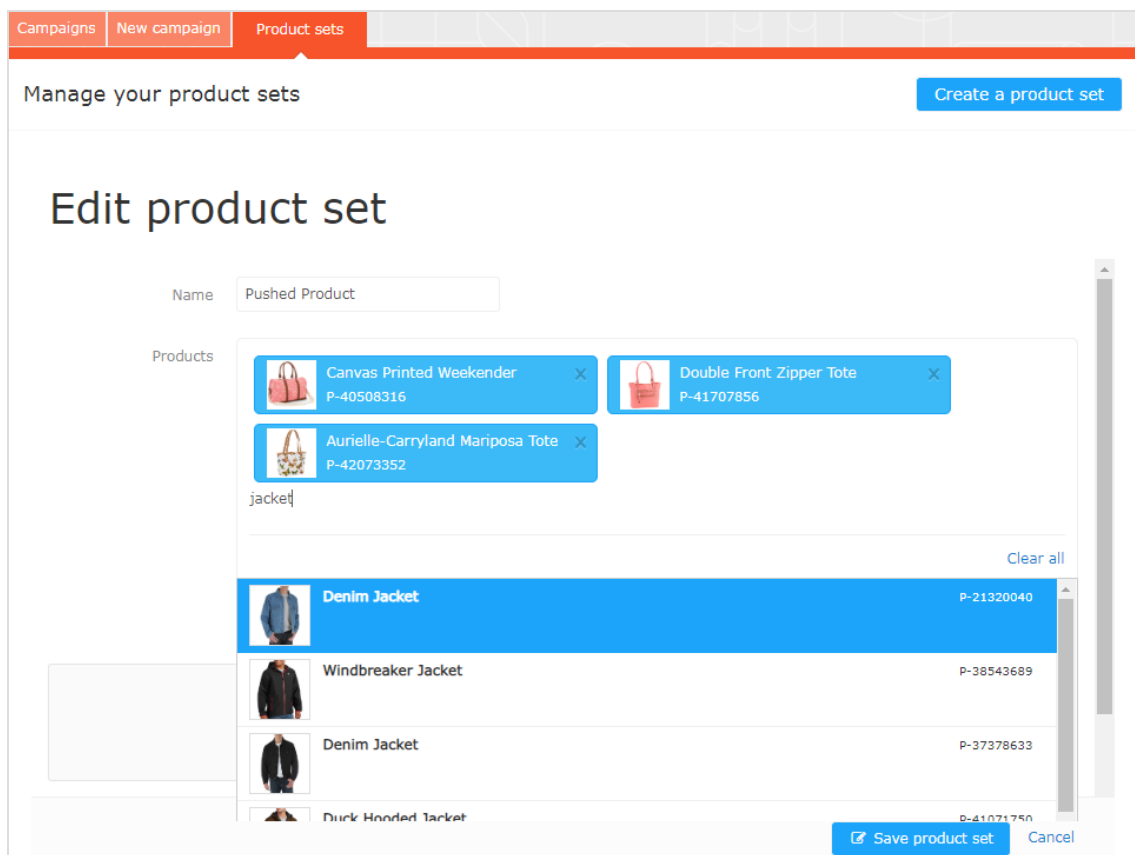 Campaigns New campaign Product sets
Manage your product sets Create a product set
Edit product set
Name Pushed Product
Products
Canvas Printed Weekender x
P-40508316
Double Front Zipper Tote x
P-41707856
Aurielle-Carryland Mariposa Tote x
P-42073352
jacket
Clear all
Denim Jacket P-21320040
Windbreaker Jacket P-38543689
Denim Jacket P-37378633
Duck Hooded Jacket P-41071750
Save product set Cancel